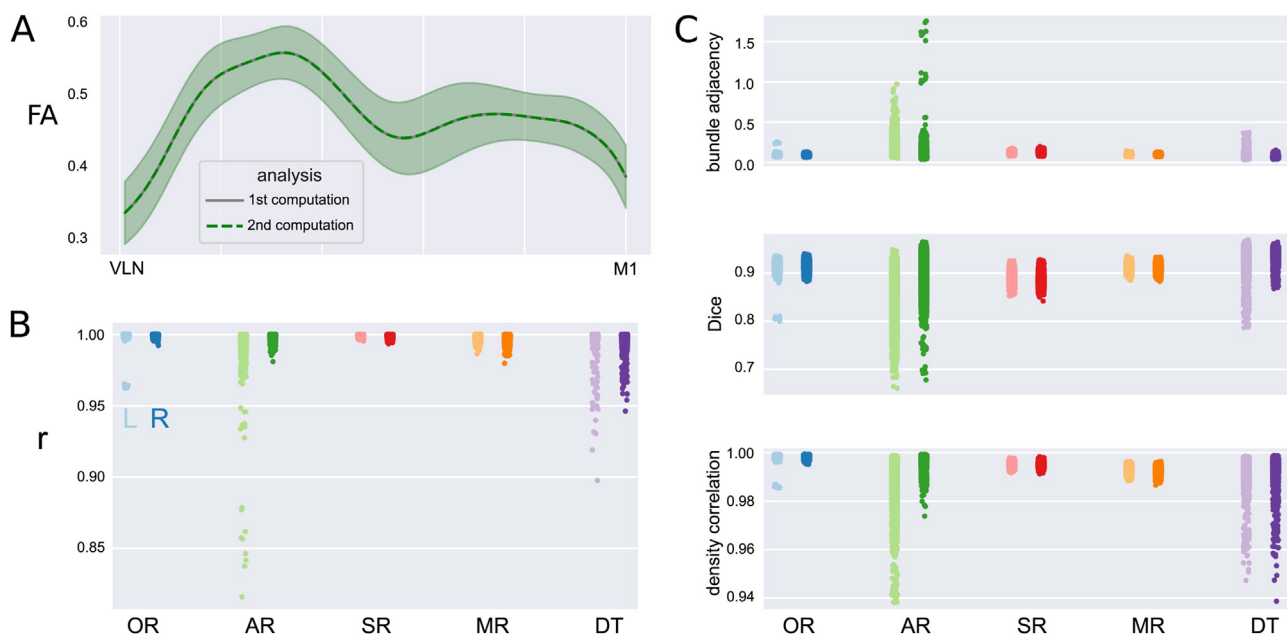 A
0.6
0.5
FA
0.4
0.3
analysis
1st computation
2nd computation
VLN
M1
B
1.00
0.95
L R
r
0.90
0.85
OR AR SR MR DT
C
bundle adjacency
1.5
1.0
0.5
0.0
Dice
0.9
0.8
0.7
density correlation
1.00
0.98
0.96
0.94
OR AR SR MR DT